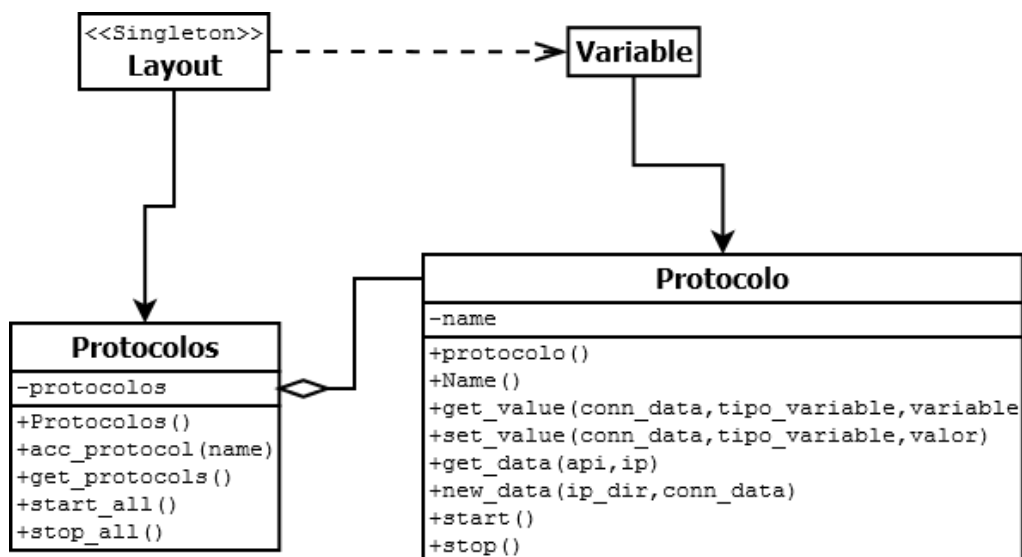 <<Singleton>>
Layout
Variable
Protocolo
-name
+protocolo()
+Name()
+get_value(conn_data,tipo_variable,variable
+set_value(conn_data,tipo_variable,valor)
+get_data(api,ip)
+new_data(ip_dir,conn_data)
+start()
+stop()
Protocolos
-protocolos
+Protocolos()
+acc_protocol(name)
+get_protocols()
+start_all()
+stop_all()